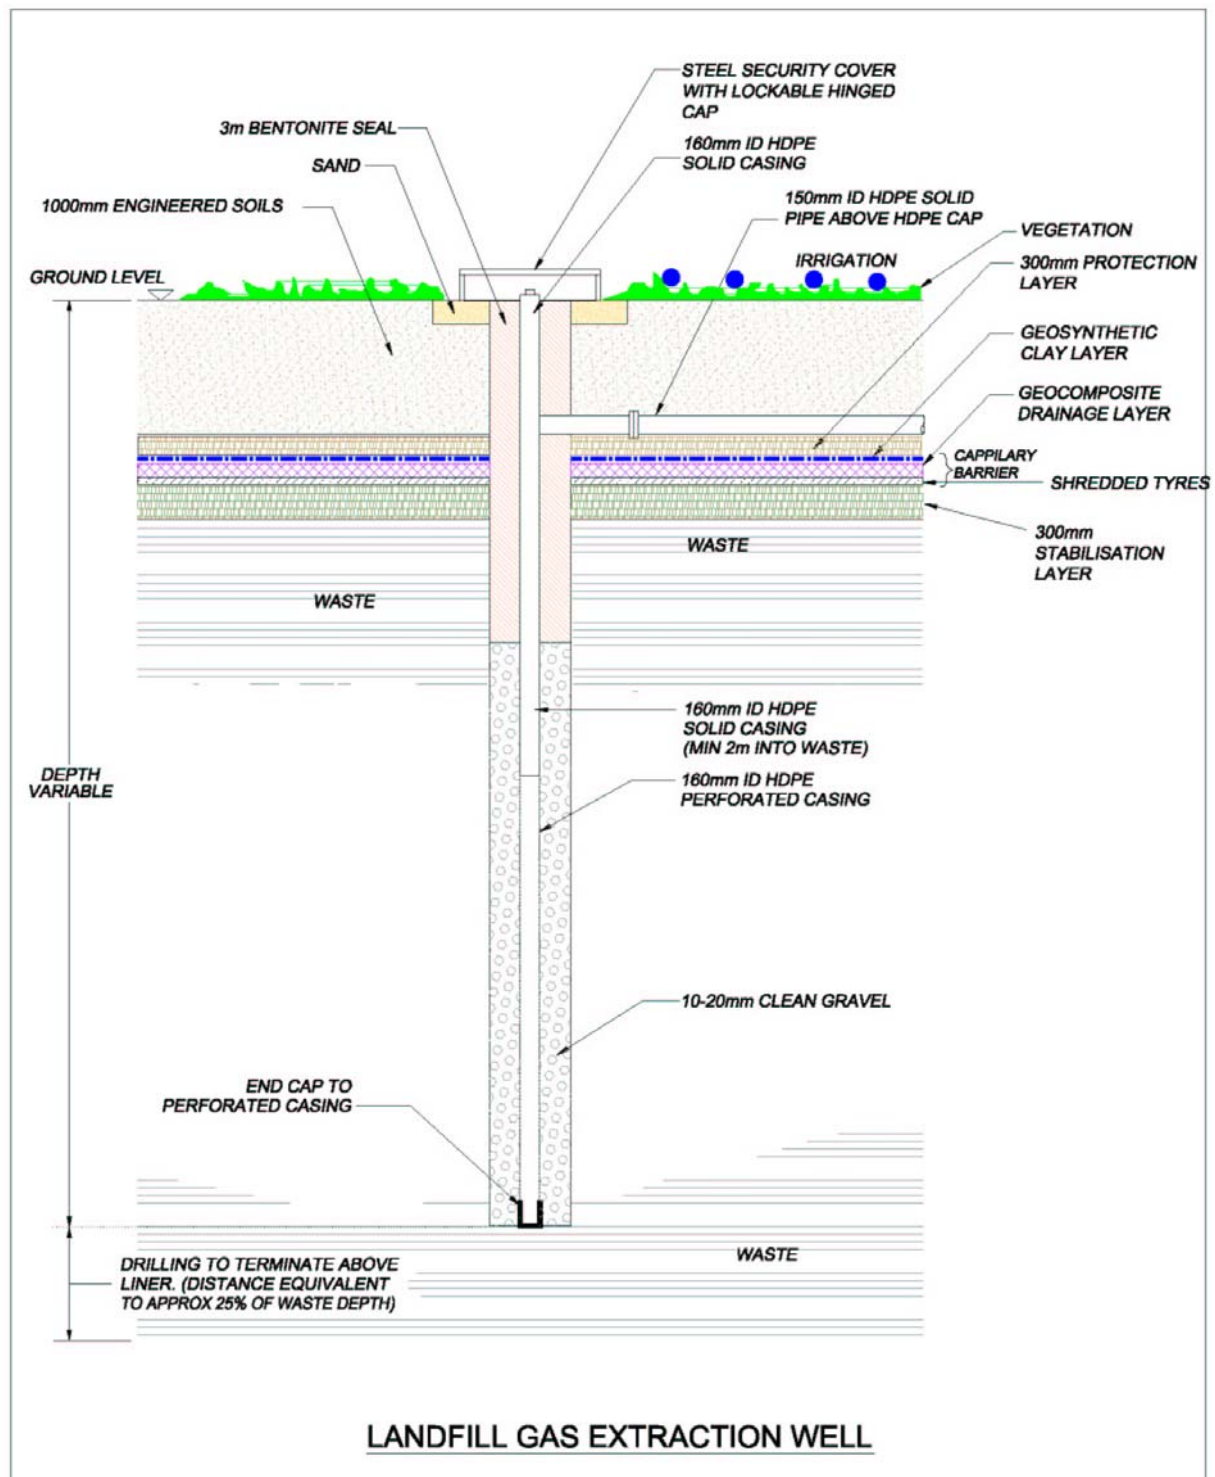 STEEL SECURITY COVER
WITH LOCKABLE HINGED
CAP
3m BENTONITE SEAL
160mm ID HDPE
SOLID CASING
SAND
1000mm ENGINEERED SOILS
150mm ID HDPE SOLID
PIPE ABOVE HDPE CAP
VEGETATION
IRRIGATION
GROUND LEVEL
300mm PROTECTION
LAYER
GEOSYNTHETIC
CLAY LAYER
GEOCOMPOSITE
DRAINAGE LAYER
CAPPILARY
BARRIER
SHREDDED TYRES
300mm
STABILISATION
LAYER
WASTE
WASTE
160mm ID HDPE
SOLID CASING
(MIN 2m INTO WASTE)
160mm ID HDPE
PERFORATED CASING
DEPTH
VARIABLE
10-20mm CLEAN GRAVEL
END CAP TO
PERFORATED CASING
WASTE
DRILLING TO TERMINATE ABOVE
LINER. (DISTANCE EQUIVALENT
TO APPROX 25% OF WASTE DEPTH)
LANDFILL GAS EXTRACTION WELL